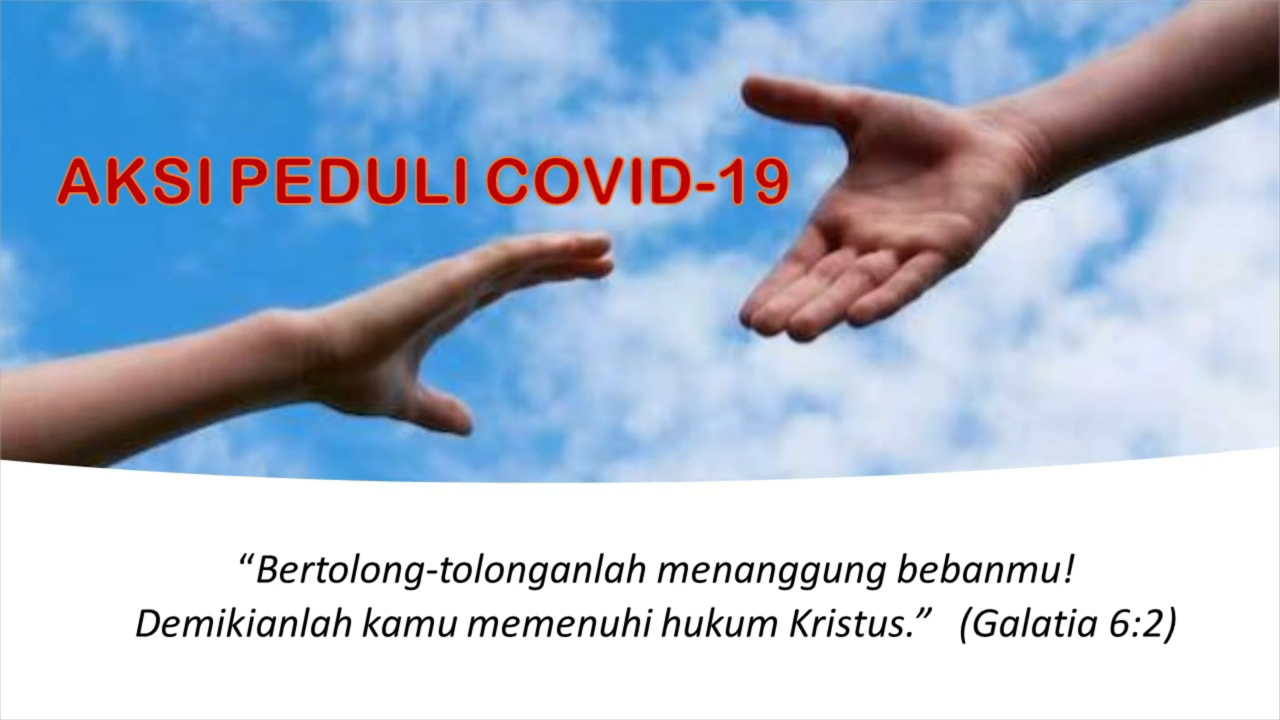 AKSI PEDULI COVID-19
“Bertolong-tolonganlah menanggung bebanmu!
Demikianlah kamu memenuhi hukum Kristus.” (Galatia 6:2)